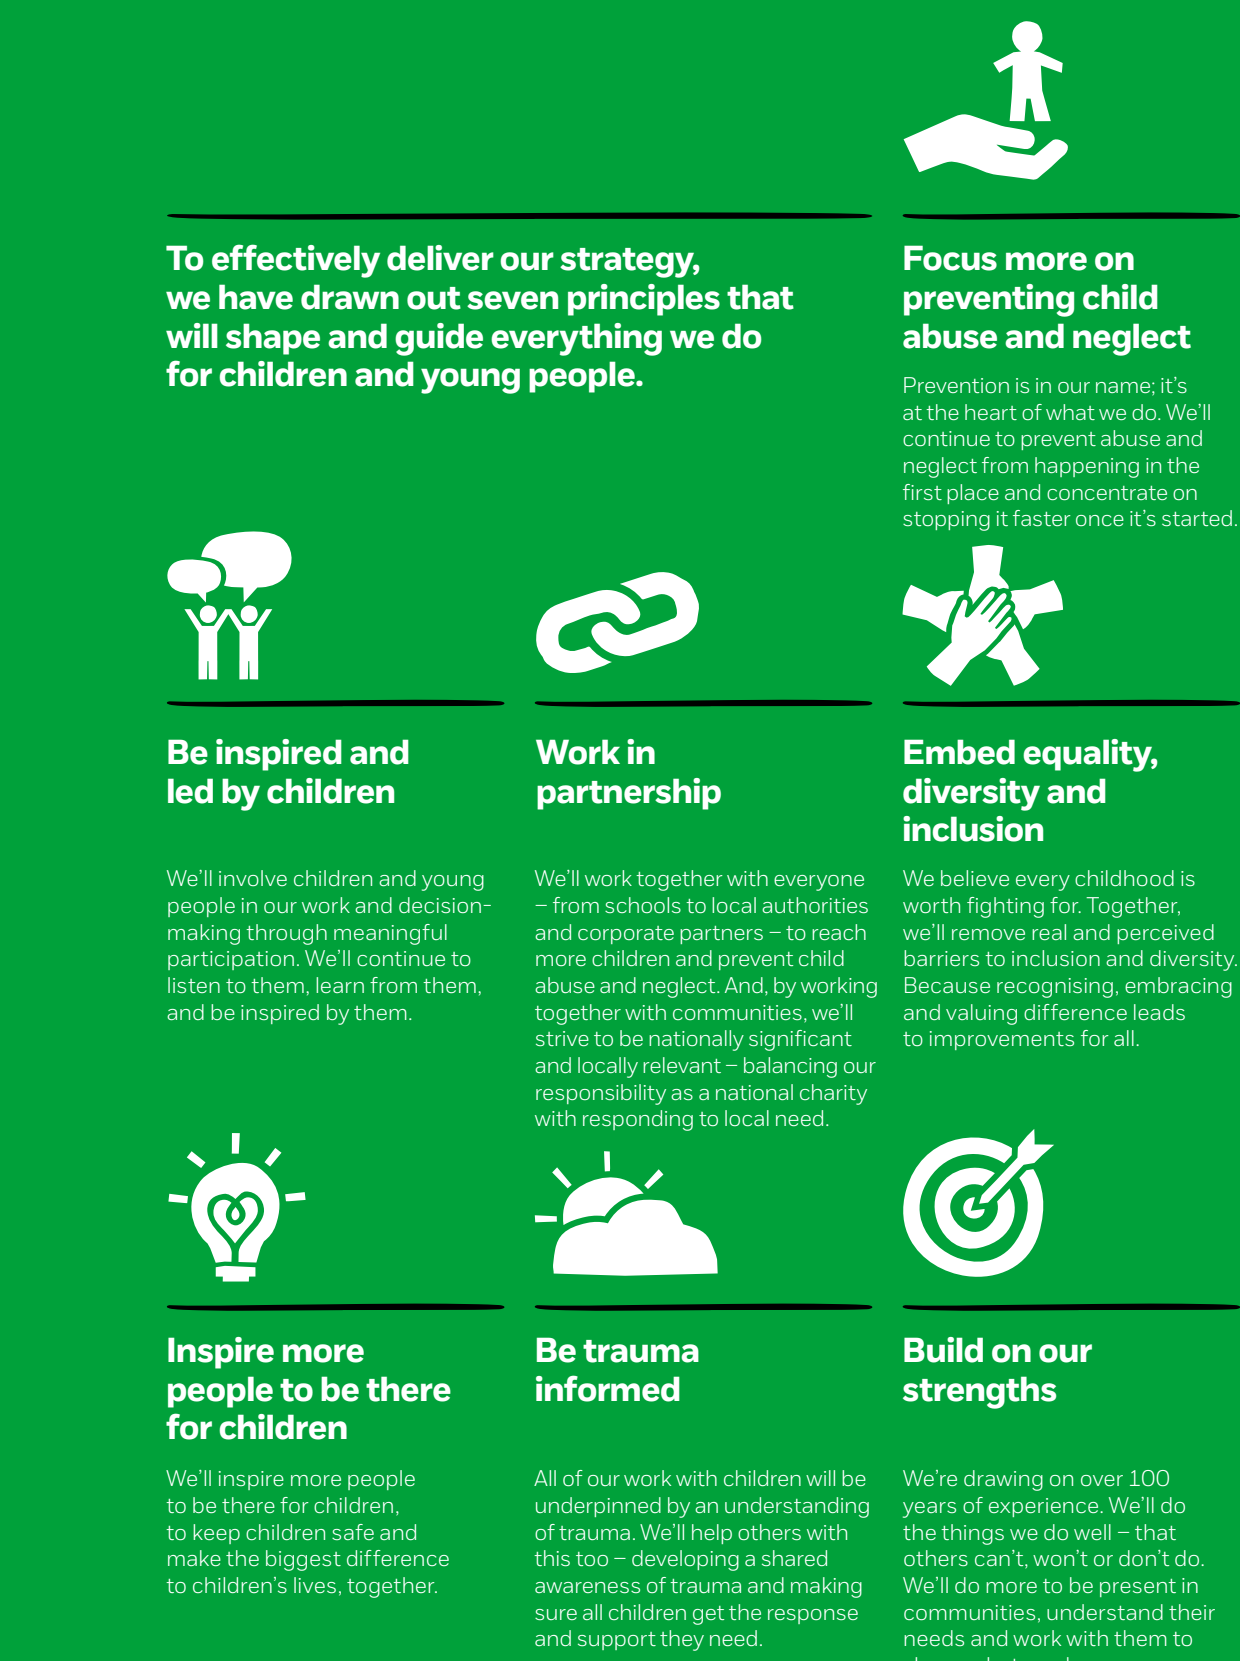 To effectively deliver our strategy,
we have drawn out seven principles that
will shape and guide everything we do
for children and young people.
Focus more on
preventing child
abuse and neglect
Prevention is in our name; it's
at the heart of what we do. We'll
continue to prevent abuse and
neglect from happening in the
first place and concentrate on
stopping it faster once it's started.
Be inspired and
led by children
We'll involve children and young
people in our work and decision-
making through meaningful
participation. We'll continue to
listen to them, learn from them,
and be inspired by them.
Work in
partnership
We'll work together with everyone
– from schools to local authorities
and corporate partners – to reach
more children and prevent child
abuse and neglect. And, by working
together with communities, we'll
strive to be nationally significant
and locally relevant – balancing our
responsibility as a national charity
with responding to local need.
Embed equality,
diversity and
inclusion
We believe every childhood is
worth fighting for. Together,
we'll remove real and perceived
barriers to inclusion and diversity.
Because recognising, embracing
and valuing difference leads
to improvements for all.
Inspire more
people to be there
for children
We'll inspire more people
to be there for children,
to keep children safe and
make the biggest difference
to children's lives, together.
Be trauma
informed
All of our work with children will be
underpinned by an understanding
of trauma. We'll help others with
this too – developing a shared
awareness of trauma and making
sure all children get the response
and support they need.
Build on our
strengths
We're drawing on over 100
years of experience. We'll do
the things we do well – that
others can't, won't or don't do.
We'll do more to be present in
communities, understand their
needs and work with them to